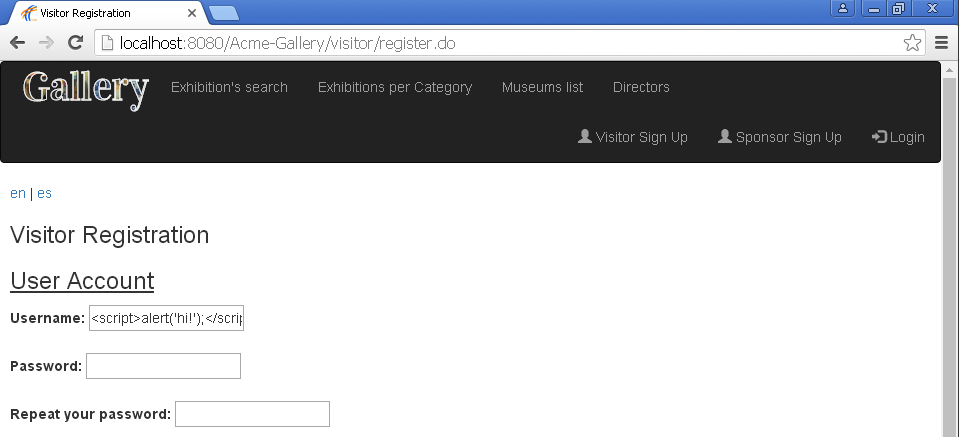 Visitor Registration
localhost:8080/Acme-Gallery/visitor/register.do
Gallery Exhibition's search Exhibitions per Category Museums list Directors
Visitor Sign Up Sponsor Sign Up Login
en | es
Visitor Registration
User Account
Username: <script>alert('hi!');</scrip
Password:
Repeat your password: